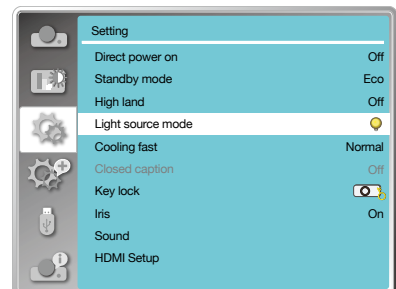 Setting
Direct power on Off
Standby mode Eco
High land Off
Light source mode
Cooling fast Normal
Closed caption Off
Key lock
Iris On
Sound
HDMI Setup